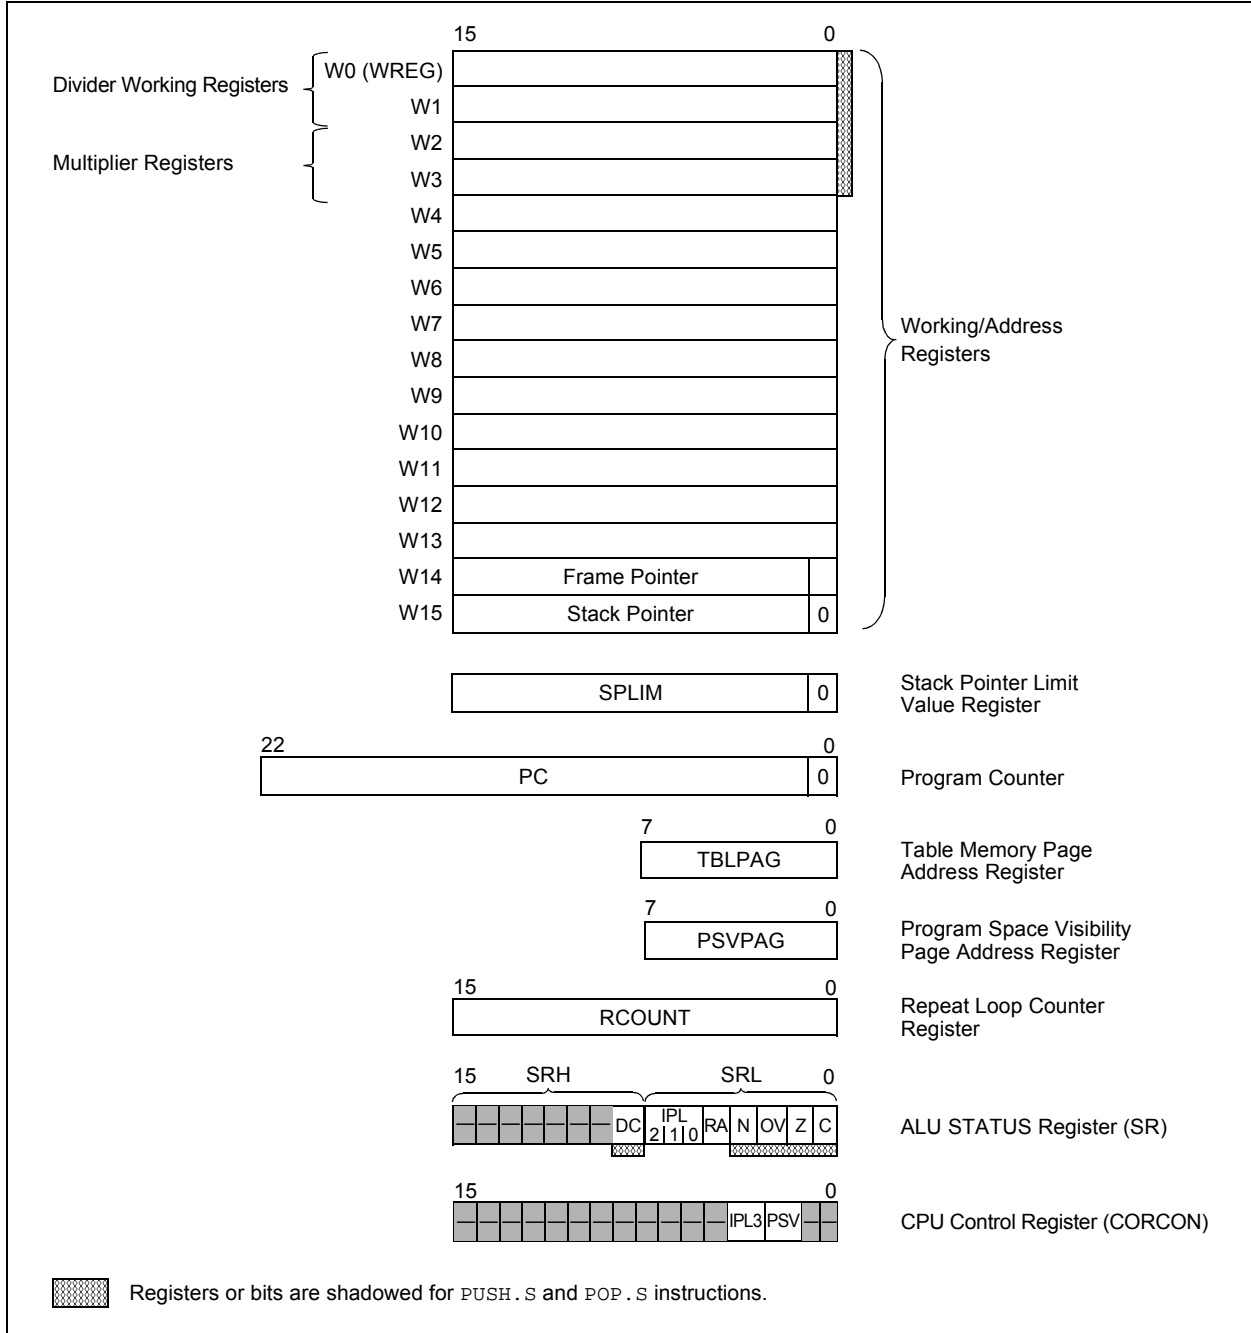 15 0
Divider Working Registers
W0 (WREG)
W1
Multiplier Registers
W2
W3
W4
W5
W6
W7
W8
W9
W10
W11
W12
W13
W14 Frame Pointer
W15 Stack Pointer 0
Working/Address
Registers
SPLIM 0
Stack Pointer Limit
Value Register
22 0
PC 0
Program Counter
7 0
TBLPAG
Table Memory Page
Address Register
7 0
PSVPAG
Program Space Visibility
Page Address Register
15 0
RCOUNT
Repeat Loop Counter
Register
15 SRH SRL 0
— — — — — — — DC IPL RA N OV Z C
2 1 0
ALU STATUS Register (SR)
15 0
— — — — — — — — — — — — IPL3 PSV — —
CPU Control Register (CORCON)
Registers or bits are shadowed for PUSH.S and POP.S instructions.